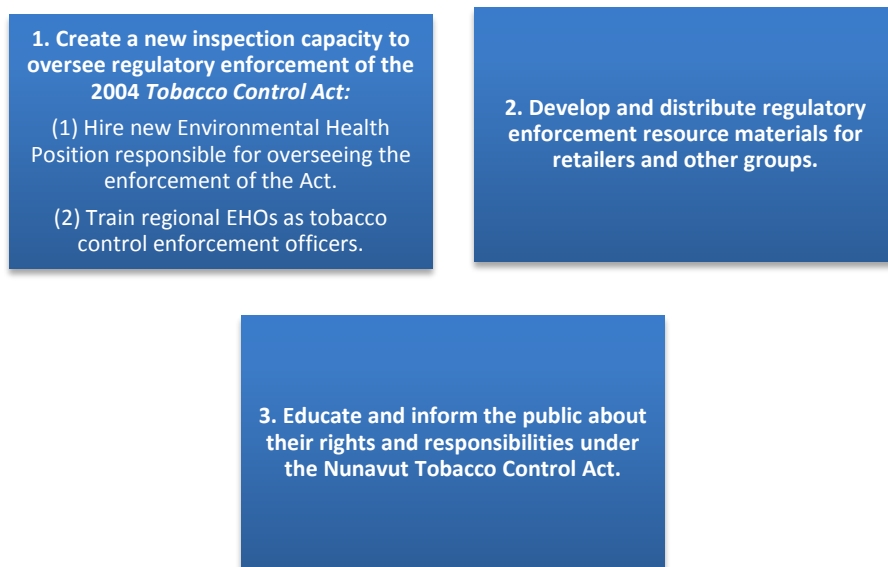 1. Create a new inspection capacity to
oversee regulatory enforcement of the
2004 Tobacco Control Act:
(1) Hire new Environmental Health
Position responsible for overseeing the
enforcement of the Act.
(2) Train regional EHOs as tobacco
control enforcement officers.
2. Develop and distribute regulatory
enforcement resource materials for
retailers and other groups.
3. Educate and inform the public about
their rights and responsibilities under
the Nunavut Tobacco Control Act.